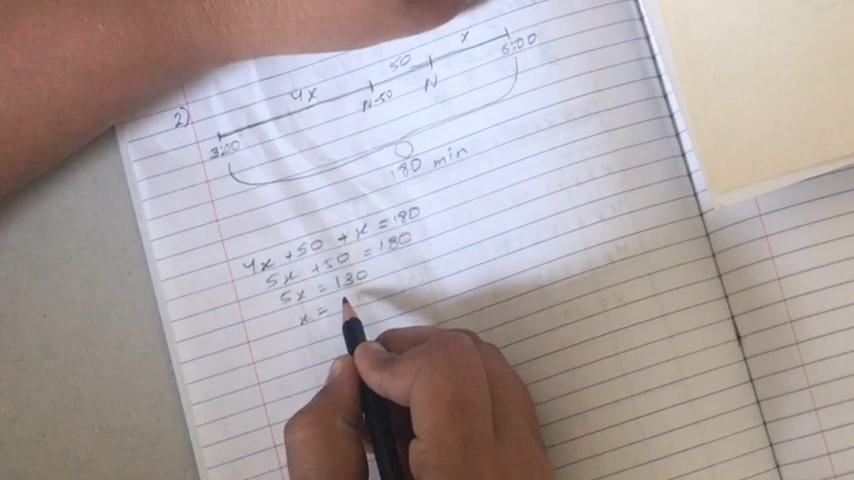 2)
4x 50 x
3:00 N-50 N 6:00
180 min
4x +50 + x = 180
5x +50 = 180
5x = 130
x =